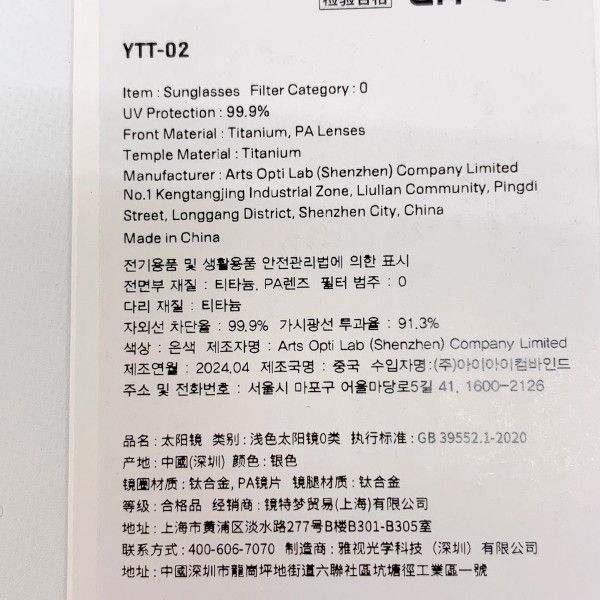 检验合格
YTT-02
Item : Sunglasses Filter Category : 0
UV Protection : 99.9%
Front Material : Titanium, PA Lenses
Temple Material : Titanium
Manufacturer : Arts Opti Lab (Shenzhen) Company Limited
No.1 Kengtangjing Industrial Zone, Liulian Community, Pingdi
Street, Longgang District, Shenzhen City, China
Made in China
전기용품 및 생활용품 안전관리법에 의한 표시
전면부 재질 : 티타늄, PA렌즈 필터 범주 : 0
다리 재질 : 티타늄
자외선 차단율 : 99.9% 가시광선 투과율 : 91.3%
색상 : 은색 제조자명 : Arts Opti Lab (Shenzhen) Company Limited
제조연월 : 2024.04 제조국명 : 중국 수입자명:(주)아이아이컴바인드
주소 및 전화번호 : 서울시 마포구 어울마당로5길 41, 1600-2126
品名 : 太阳镜 类别 : 浅色太阳镜0类 执行标准 : GB 39552.1-2020
产地: 中國(深圳) 颜色 : 银色
镜圈材质 : 钛合金, PA镜片 镜腿材质 : 钛合金
等级 : 合格品 经销商 : 镜特梦贸易(上海)有限公司
地址 : 上海市黄浦区淡水路277号B楼B301-B305室
联系方式 : 400-606-7070 制造商 : 雅视光学科技（深圳）有限公司
地址: 中國深圳市龍崗坪地街道六聯社區坑塘徑工業區一號